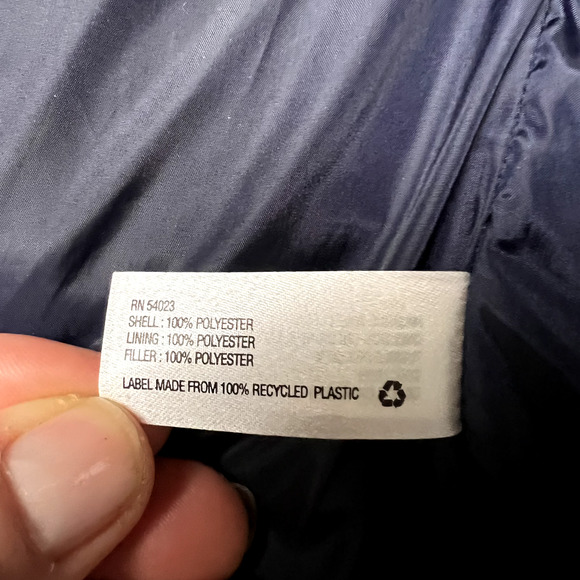 RN 54023
SHELL : 100% POLYESTER
LINING : 100% POLYESTER
FILLER : 100% POLYESTER
LABEL MADE FROM 100% RECYCLED PLASTIC